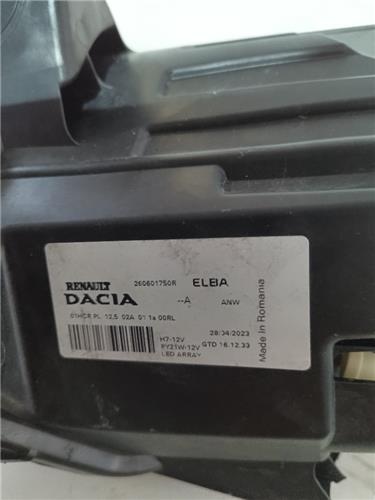 RENAULT 260601750R ELBA
DACIA --A ANW
01HCR PL 12,5 02A 01 1a 00RL
H7-12V 28/04/2023
PY21W-12V GTD 16.12.33
LED ARRAY
Made in Romania